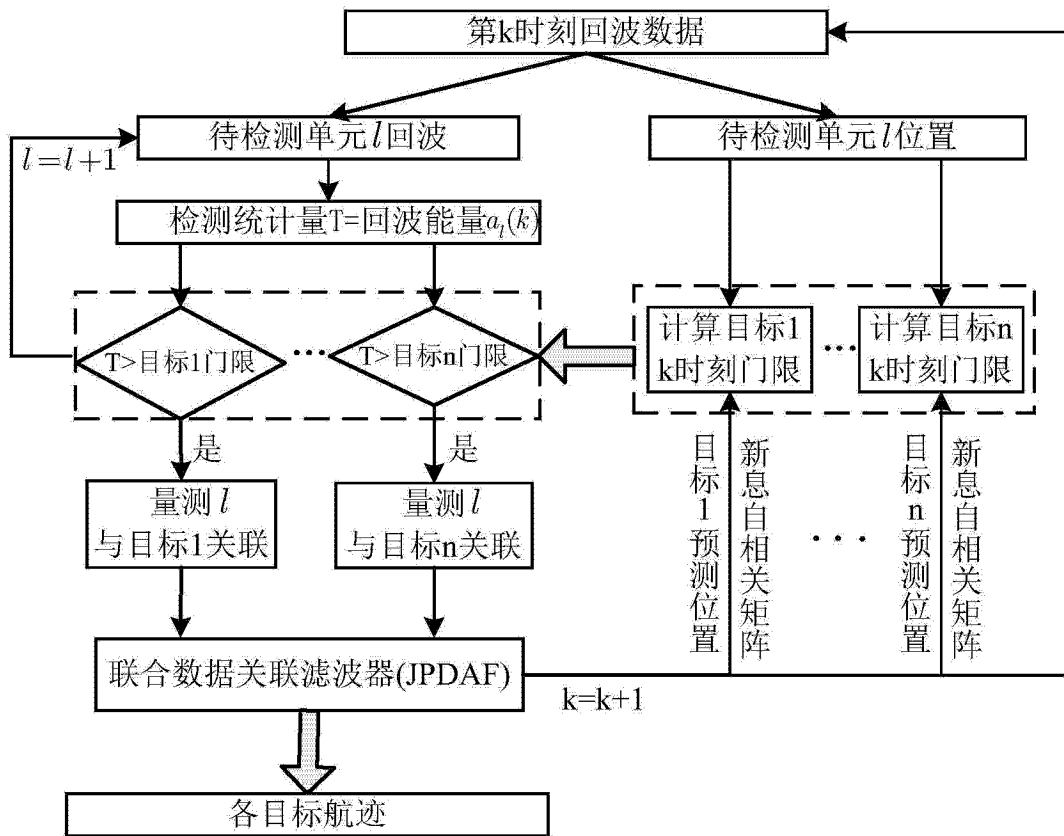 第k时刻回波数据
待检测单元l回波
待检测单元l位置
l=l+1
检测统计量T=回波能量a_l(k)
T>目标1门限
···
T>目标n门限
计算目标1
k时刻门限
···
计算目标n
k时刻门限
是
是
量测l
与目标1关联
量测l
与目标n关联
目标1预测位置
新息自相关矩阵
···
目标n预测位置
新息自相关矩阵
联合数据关联滤波器(JPDAF)
k=k+1
各目标航迹